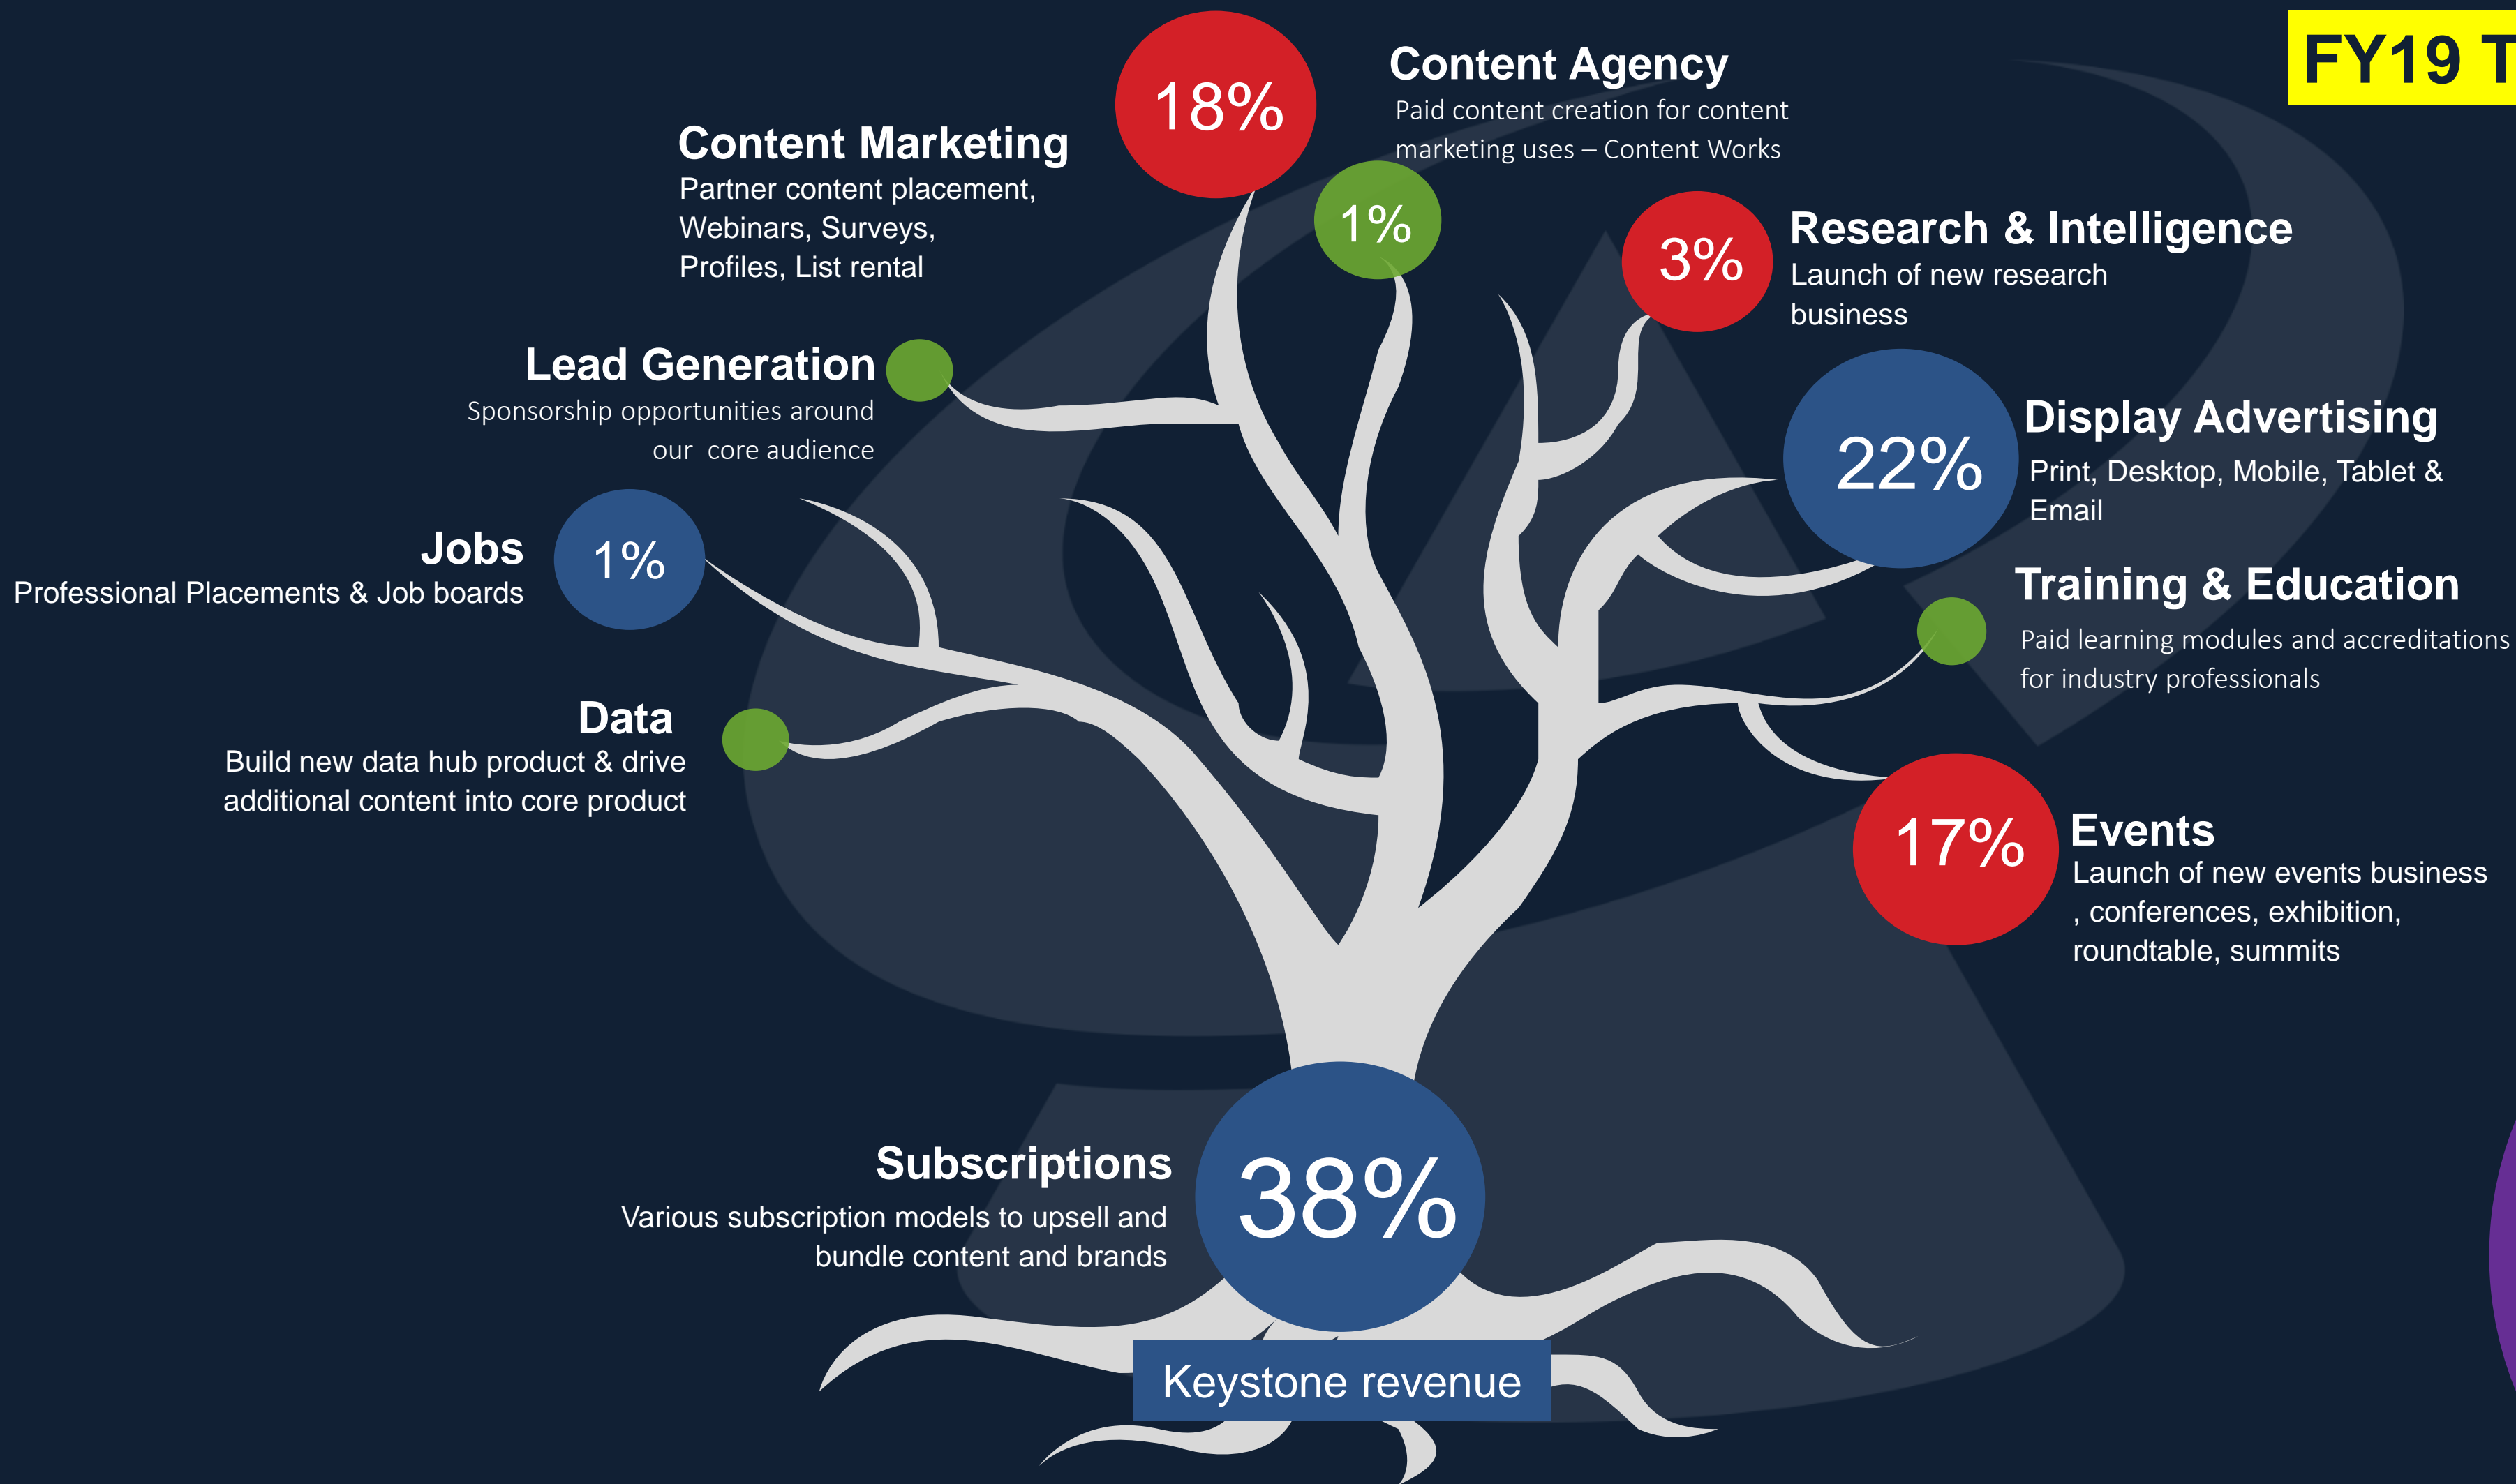 FY19 T
18%
Content Agency
Paid content creation for content
marketing uses – Content Works
Content Marketing
Partner content placement,
Webinars, Surveys,
Profiles, List rental
1%
3%
Research & Intelligence
Launch of new research
business
Lead Generation
Sponsorship opportunities around
our core audience
22%
Display Advertising
Print, Desktop, Mobile, Tablet &
Email
Jobs
Professional Placements & Job boards
1%
Training & Education
Paid learning modules and accreditations
for industry professionals
Data
Build new data hub product & drive
additional content into core product
17%
Events
Launch of new events business
, conferences, exhibition,
roundtable, summits
Subscriptions
Various subscription models to upsell and
bundle content and brands
38%
Keystone revenue